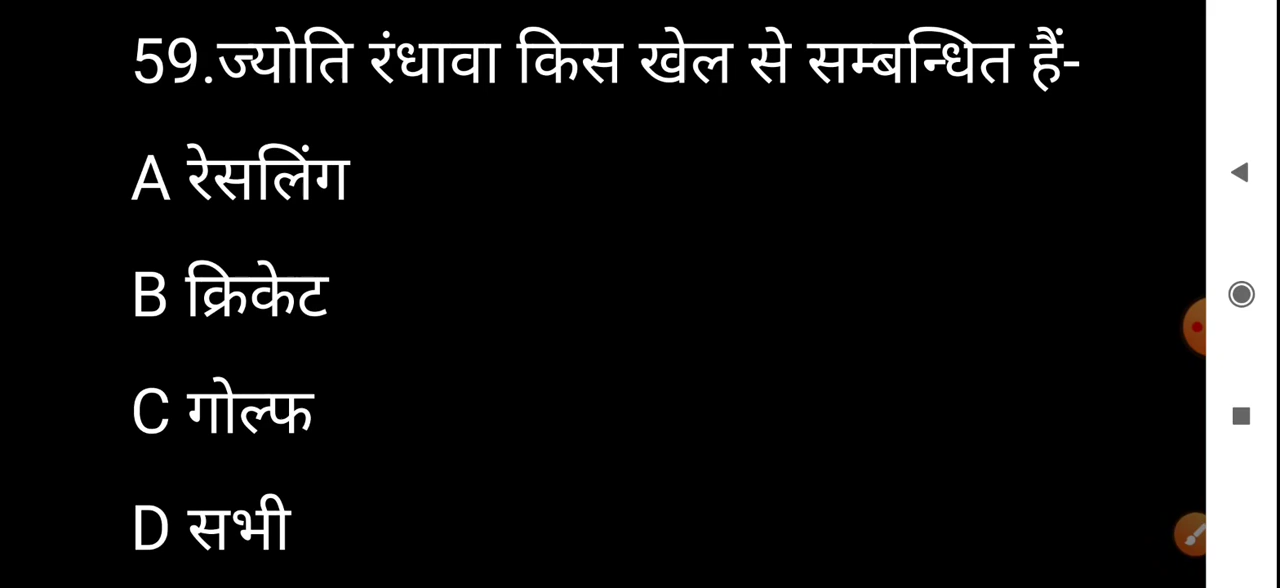 59.ज्योति रंधावा किस खेल से सम्बन्धित हैं-
A रेसलिंग
B क्रिकेट
C गोल्फ
D सभी